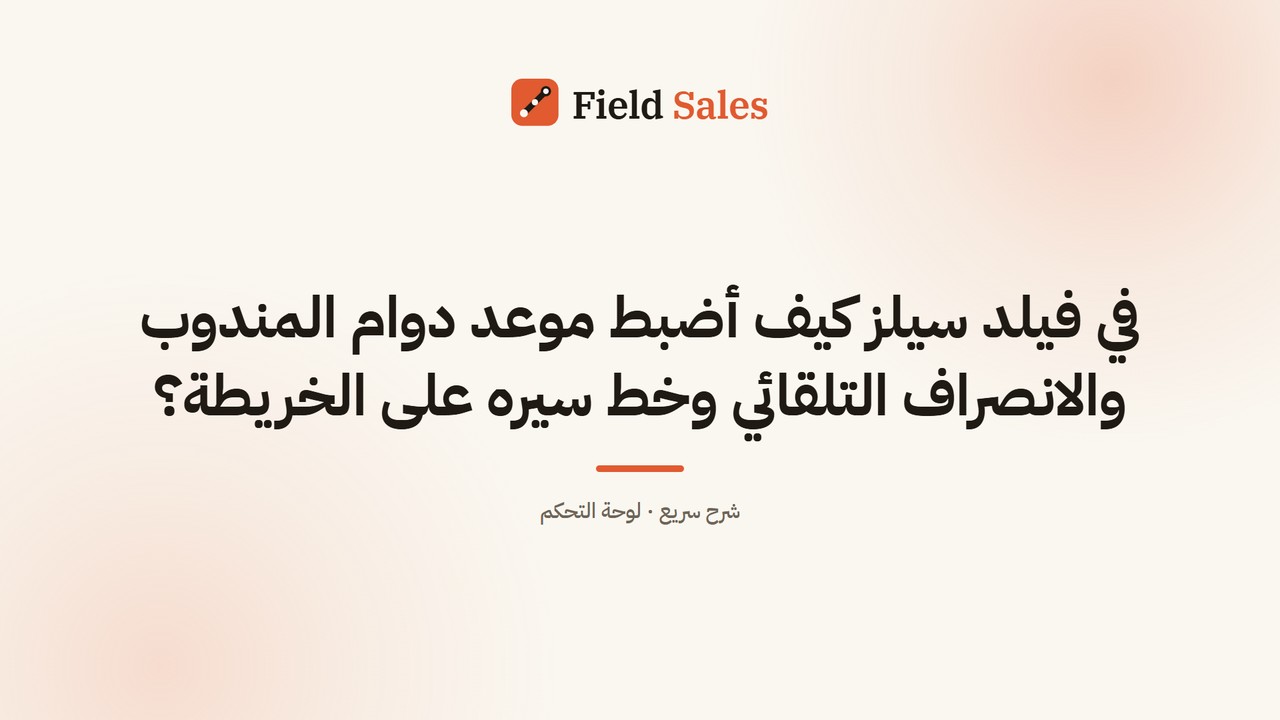 Field Sales
في فيلد سيلز كيف أضبط موعد دوام المندوب
والانصراف التلقائي وخط سيره على الخريطة؟
شرح سريع · لوحة التحكم